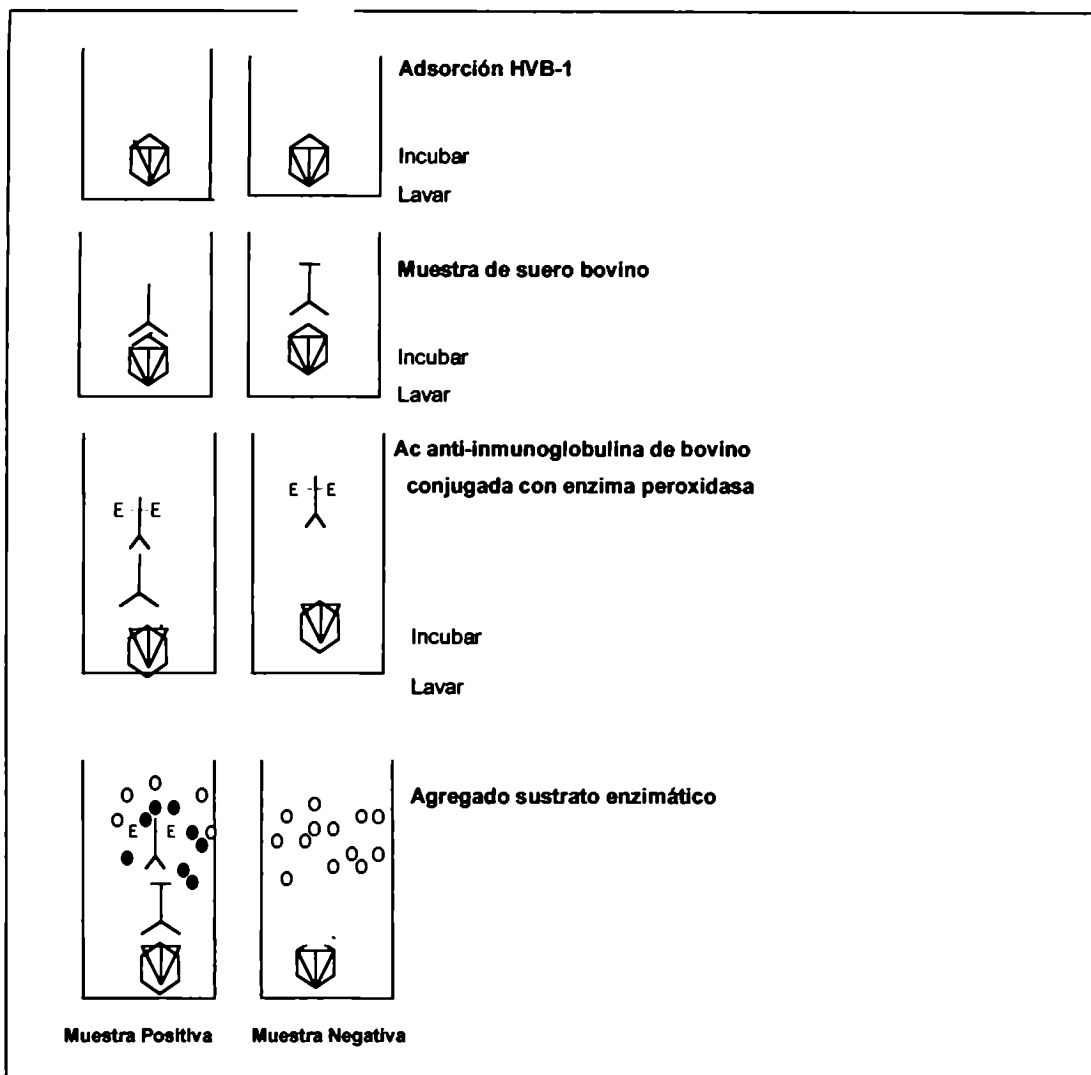 Adsorción HVB-1
Incubar
Lavar
Muestra de suero bovino
Incubar
Lavar
Ac anti-inmunoglobulina de bovino
conjugada con enzima peroxidasa
E E
E E
Incubar
Lavar
Agregado sustrato enzimático
E E
Muestra Positiva Muestra Negativa